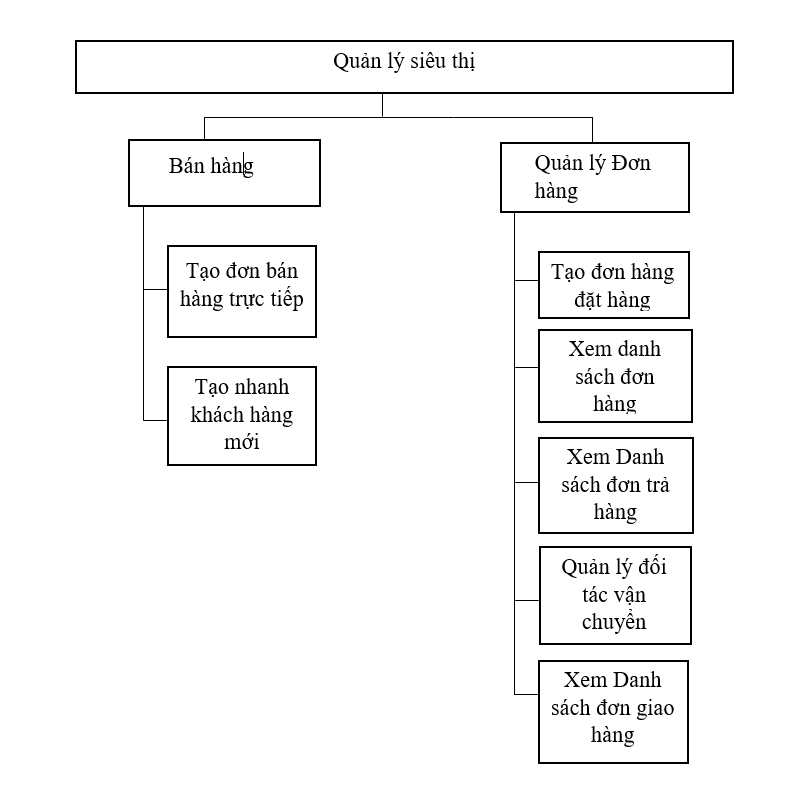 Quản lý siêu thị
Bán hàng
Tạo đơn bán
hàng trực tiếp
Tạo nhanh
khách hàng
mới
Quản lý Đơn
hàng
Tạo đơn hàng
đặt hàng
Xem danh
sách đơn
hàng
Xem Danh
sách đơn trả
hàng
Quản lý đối
tác vận
chuyển
Xem Danh
sách đơn giao
hàng